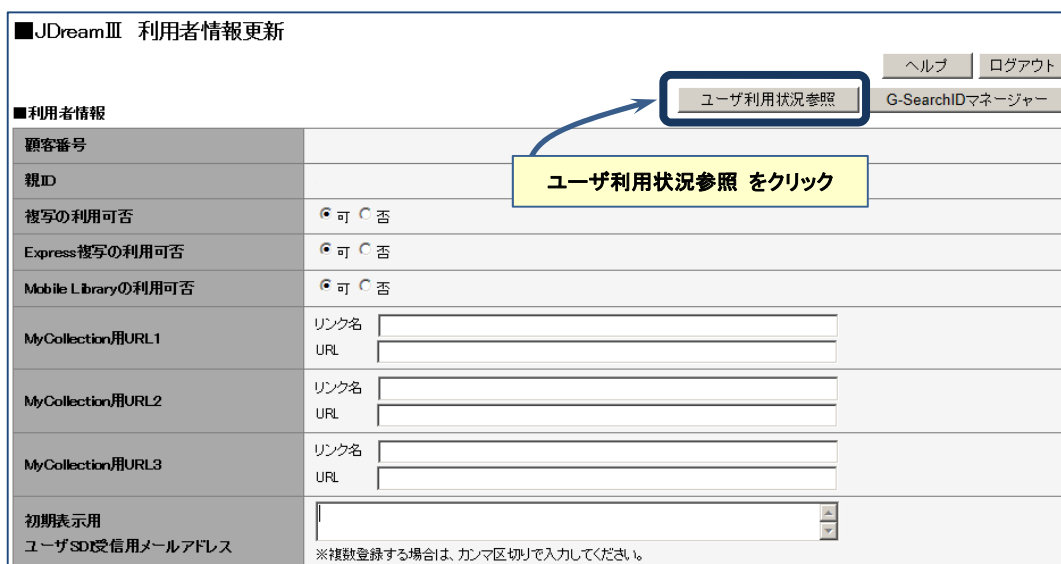 ■JDreamⅢ 利用者情報更新
ヘルプ ログアウト
ユーザ利用状況参照 G-SearchIDマネージャー
■利用者情報
顧客番号
親ID
ユーザ利用状況参照 をクリック
複写の利用可否 可 否
Express複写の利用可否 可 否
Mobile Libraryの利用可否 可 否
MyCollection用URL1
リンク名
URL
MyCollection用URL2
リンク名
URL
MyCollection用URL3
リンク名
URL
初期表示用
ユーザSDI受信用メールアドレス
※複数登録する場合は、カンマ区切りで入力してください。